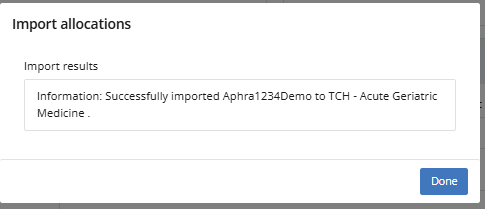 Import allocations
Import results
Information: Successfully imported Aphra1234Demo to TCH - Acute Geriatric
Medicine .
Done